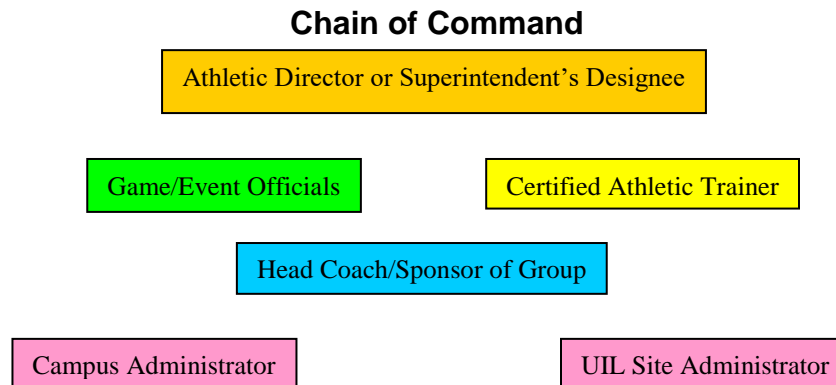 Chain of Command
Athletic Director or Superintendent’s Designee
Game/Event Officials
Certified Athletic Trainer
Head Coach/Sponsor of Group
Campus Administrator
UIL Site Administrator